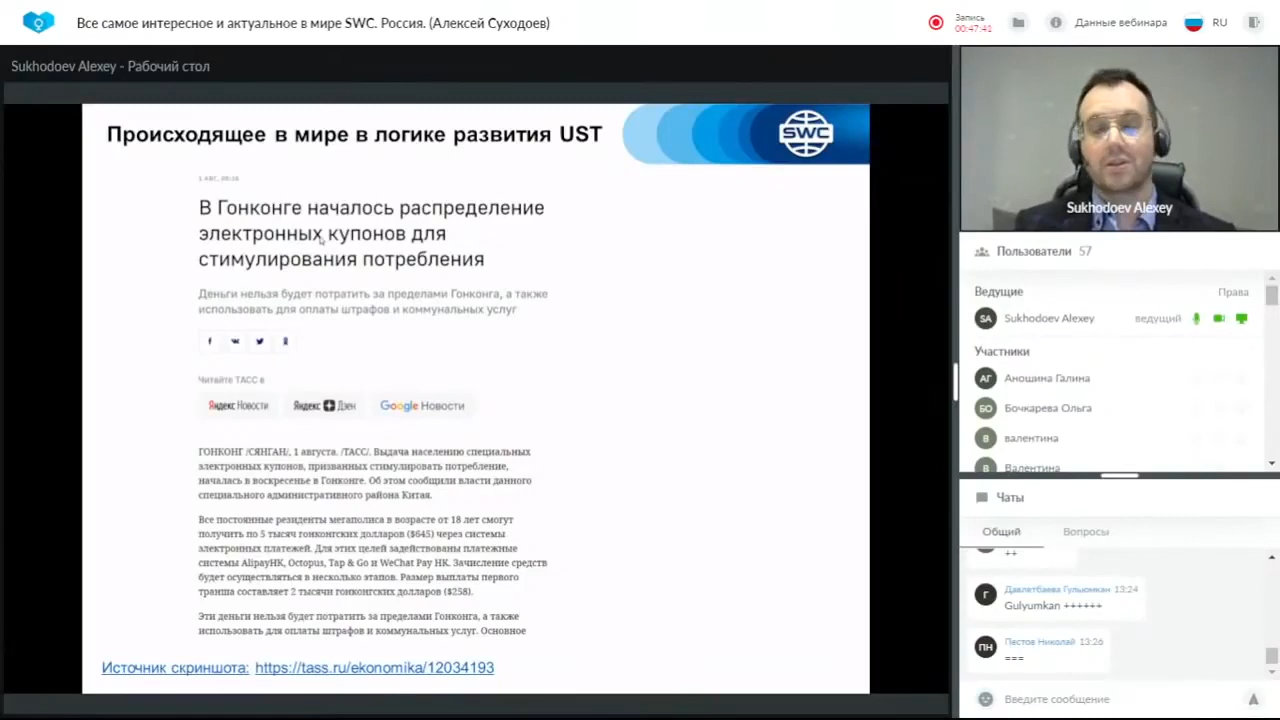 Все самое интересное и актуальное в мире SWC. Россия. (Алексей Суходоев)
Запись
00:47:41
Данные вебинара
RU
Sukhodoev Alexey - Рабочий стол
Происходящее в мире в логике развития UST
SWC
1 АВГ, 09:26
В Гонконге началось распределение
электронных купонов для
стимулирования потребления
Деньги нельзя будет потратить за пределами Гонконга, а также
использовать для оплаты штрафов и коммунальных услуг
Читайте ТАСС в
Яндекс Новости
Яндекс Дзен
Google Новости
ГОНКОНГ /СЯНГАН/, 1 августа. /ТАСС/. Выдача населению специальных
электронных купонов, призванных стимулировать потребление,
началась в воскресенье в Гонконге. Об этом сообщили власти данного
специального административного района Китая.
Все постоянные резиденты мегаполиса в возрасте от 18 лет смогут
получить по 5 тысяч гонконгских долларов ($645) через системы
электронных платежей. Для этих целей задействованы платежные
системы AlipayHK, Octopus, Tap & Go и WeChat Pay HK. Зачисление средств
будет осуществляться в несколько этапов. Размер выплаты первого
транша составляет 2 тысячи гонконгских долларов ($258).
Эти деньги нельзя будет потратить за пределами Гонконга, а также
использовать для оплаты штрафов и коммунальных услуг. Основное
Источник скриншота: https://tass.ru/ekonomika/12034193
Sukhodoev Alexey
Пользователи 57
Ведущие
Права
SA
Sukhodoev Alexey
ведущий
Участники
АГ
Аношина Галина
БО
Бочкарева Ольга
В
валентина
В
Валентина
Чаты
Общий
Вопросы
++
Г
Давлетбаева Гульюмкан 13:24
Gulyumkan ++++++
ПН
Пестов Николай 13:26
===
Введите сообщение